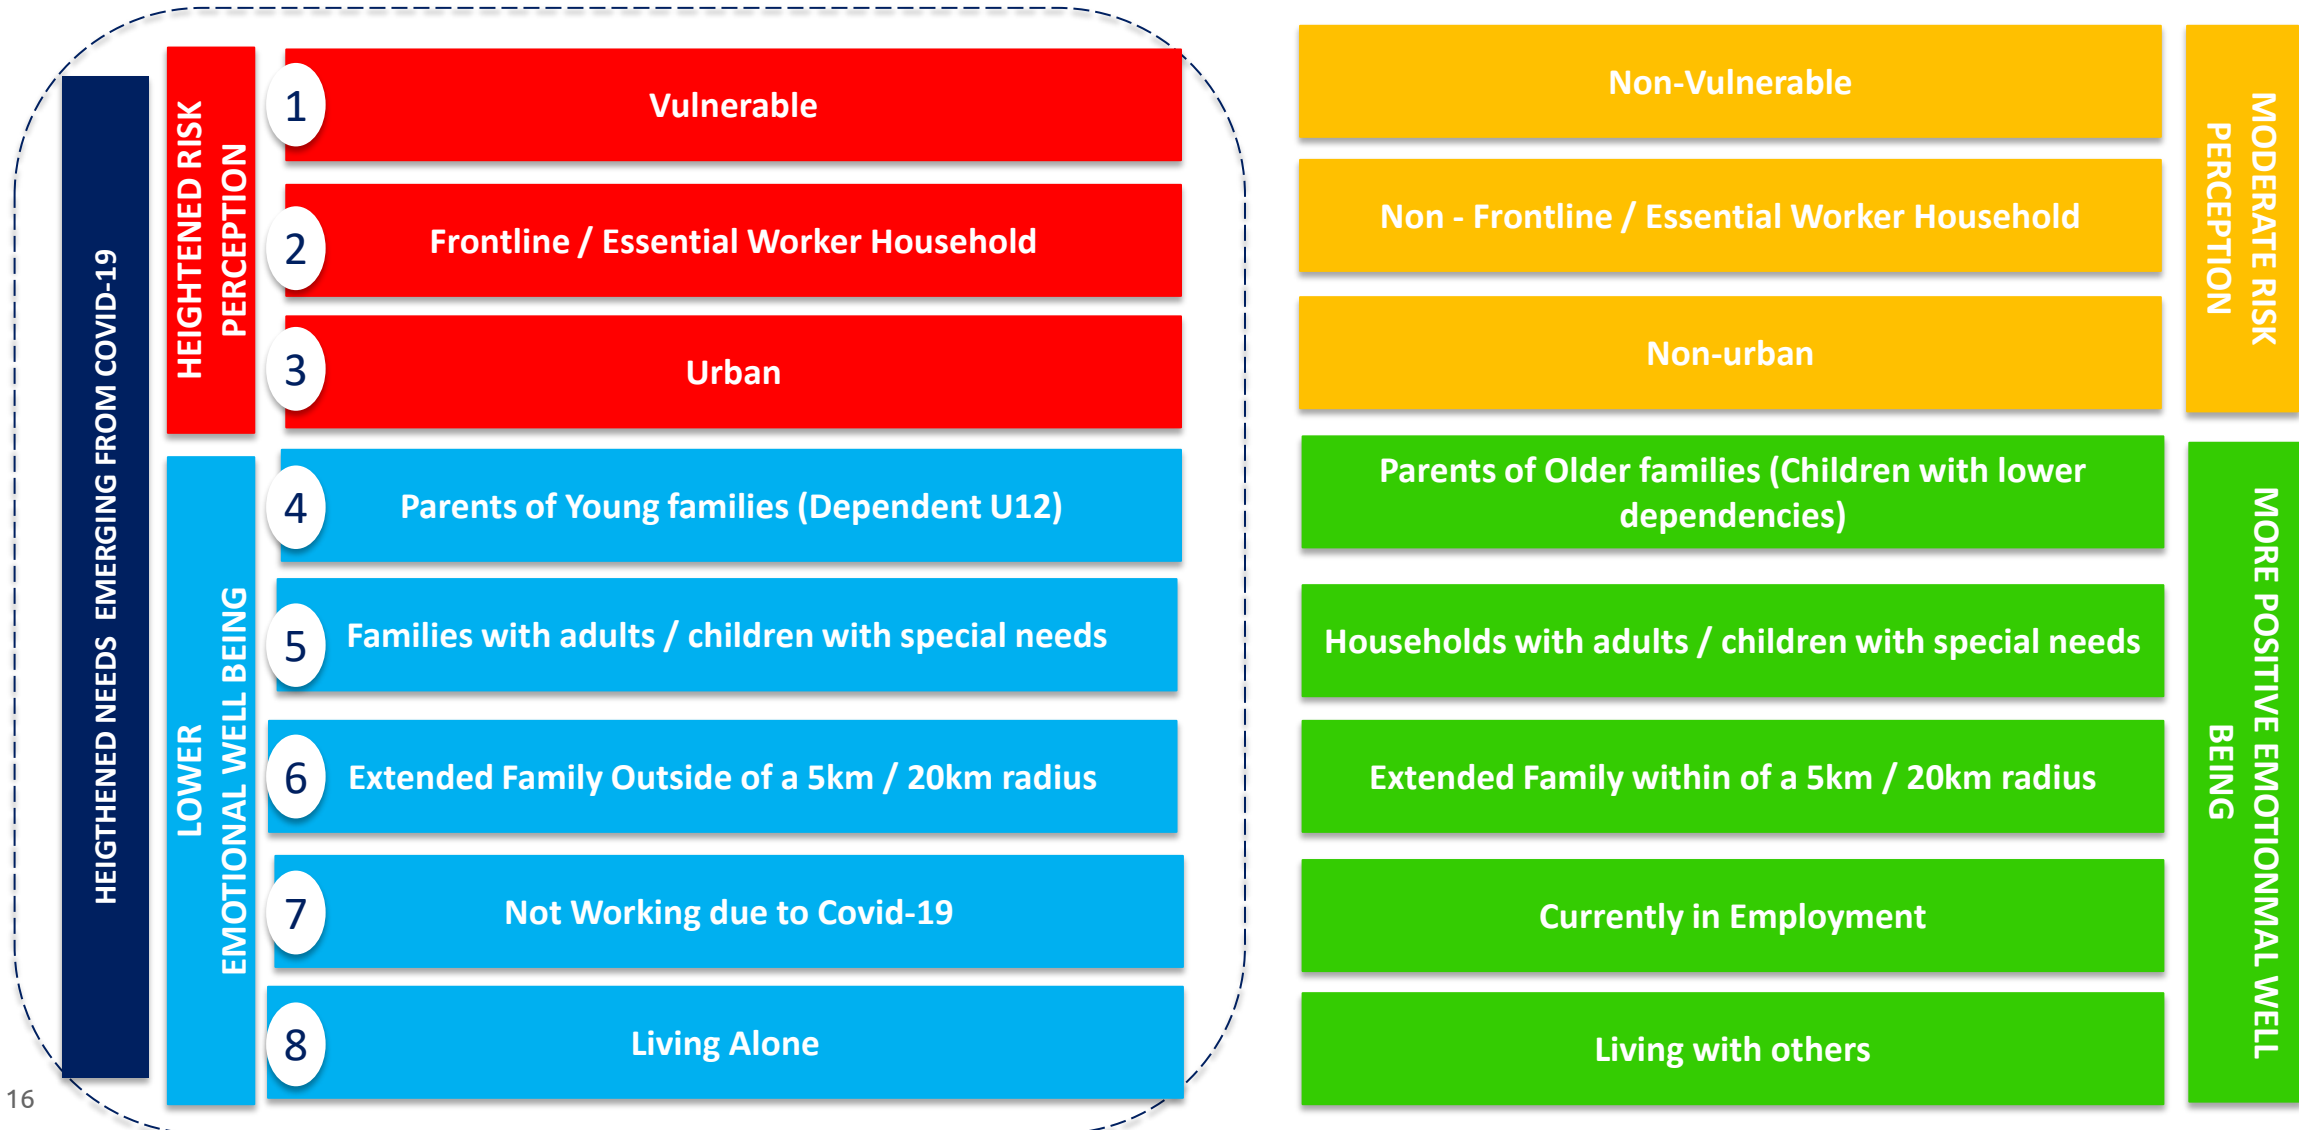 HEIGTHENED NEEDS EMERGING FROM COVID-19
HEIGHTENED RISK
PERCEPTION
1
Vulnerable
2
Frontline / Essential Worker Household
3
Urban
LOWER
EMOTIONAL WELL BEING
4
Parents of Young families (Dependent U12)
5
Families with adults / children with special needs
6
Extended Family Outside of a 5km / 20km radius
7
Not Working due to Covid-19
8
Living Alone
Non-Vulnerable
Non - Frontline / Essential Worker Household
Non-urban
MODERATE RISK
PERCEPTION
Parents of Older families (Children with lower
dependencies)
Households with adults / children with special needs
Extended Family within of a 5km / 20km radius
Currently in Employment
Living with others
MORE POSITIVE EMOTIONMAL WELL
BEING
16